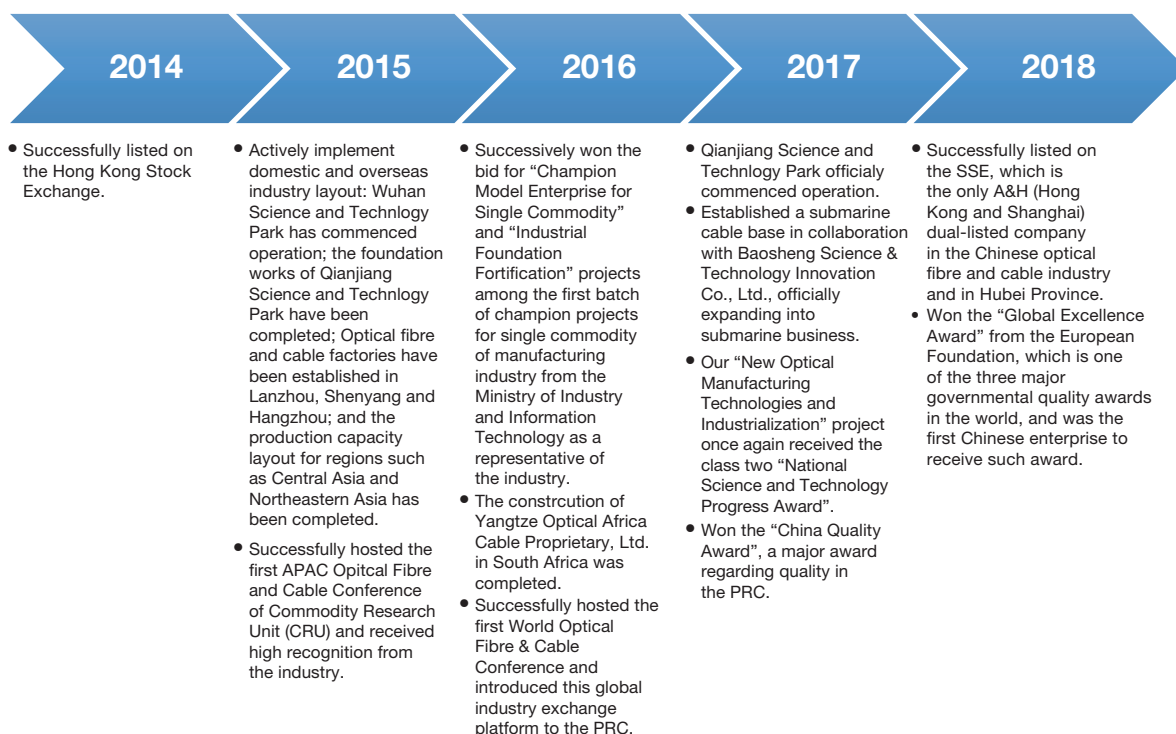 2014
2015
2016
2017
2018
● Successfully listed on
the Hong Kong Stock
Exchange.
● Actively implement
domestic and overseas
industry layout: Wuhan
Science and Technlogy
Park has commenced
operation; the foundation
works of Qianjiang
Science and Technlogy
Park have been
completed; Optical fibre
and cable factories have
been established in
Lanzhou, Shenyang and
Hangzhou; and the
production capacity
layout for regions such
as Central Asia and
Northeastern Asia has
been completed.
● Successfully hosted the
first APAC Opitcal Fibre
and Cable Conference
of Commodity Research
Unit (CRU) and received
high recognition from
the industry.
● Successively won the
bid for “Champion
Model Enterprise for
Single Commodity”
and “Industrial
Foundation
Fortification” projects
among the first batch
of champion projects
for single commodity
of manufacturing
industry from the
Ministry of Industry
and Information
Technology as a
representative of
the industry.
● The constrcution of
Yangtze Optical Africa
Cable Proprietary, Ltd.
in South Africa was
completed.
● Successfully hosted the
first World Optical
Fibre & Cable
Conference and
introduced this global
industry exchange
platform to the PRC.
● Qianjiang Science and
Technlogy Park officialy
commenced operation.
● Established a submarine
cable base in collaboration
with Baosheng Science &
Technology Innovation
Co., Ltd., officially
expanding into
submarine business.
● Our “New Optical
Manufacturing
Technologies and
Industrialization” project
once again received the
class two “National
Science and Technology
Progress Award”.
● Won the “China Quality
Award”, a major award
regarding quality in
the PRC.
● Successfully listed on
the SSE, which is
the only A&H (Hong
Kong and Shanghai)
dual-listed company
in the Chinese optical
fibre and cable industry
and in Hubei Province.
● Won the “Global Excellence
Award” from the European
Foundation, which is one
of the three major
governmental quality awards
in the world, and was the
first Chinese enterprise to
receive such award.